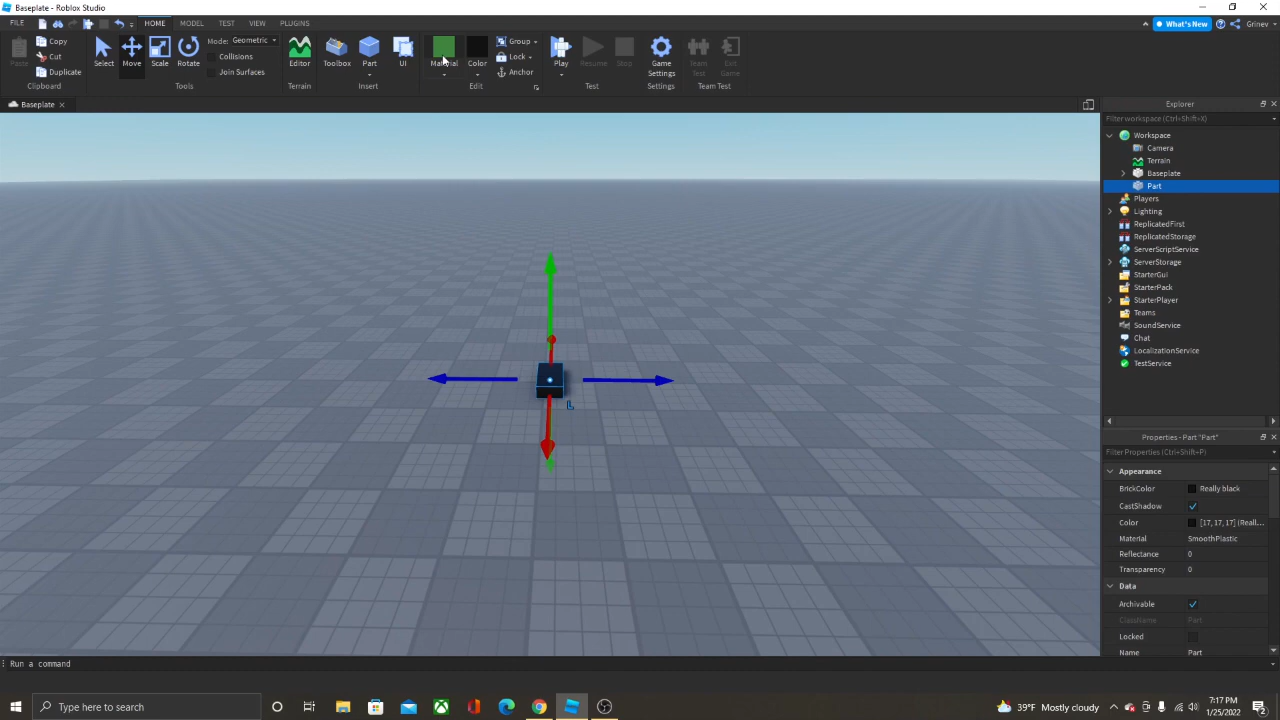 Baseplate - Roblox Studio
FILE HOME MODEL TEST VIEW PLUGINS What's New Grinev
Paste Copy Cut Duplicate Clipboard
Select Move Scale Rotate Mode: Geometric Collisions Join Surfaces Tools
Editor Terrain
Toolbox Part UI Insert
Material Color Group Lock Anchor Edit
Play Resume Stop Test
Game Settings Settings
Team Test Exit Game Team Test
Baseplate
Explorer
Filter workspace (Ctrl+Shift+X)
Workspace
Camera
Terrain
Baseplate
Part
Players
Lighting
ReplicatedFirst
ReplicatedStorage
ServerScriptService
ServerStorage
StarterGui
StarterPack
StarterPlayer
Teams
SoundService
Chat
LocalizationService
TestService
L
Properties - Part "Part"
Filter Properties (Ctrl+Shift+P)
Appearance
BrickColor Really black
CastShadow
Color [17, 17, 17] (Reall...
Material SmoothPlastic
Reflectance 0
Transparency 0
Data
Archivable
ClassName Part
Locked
Name Part
Run a command
Type here to search
39°F Mostly cloudy
7:17 PM
1/25/2022
2